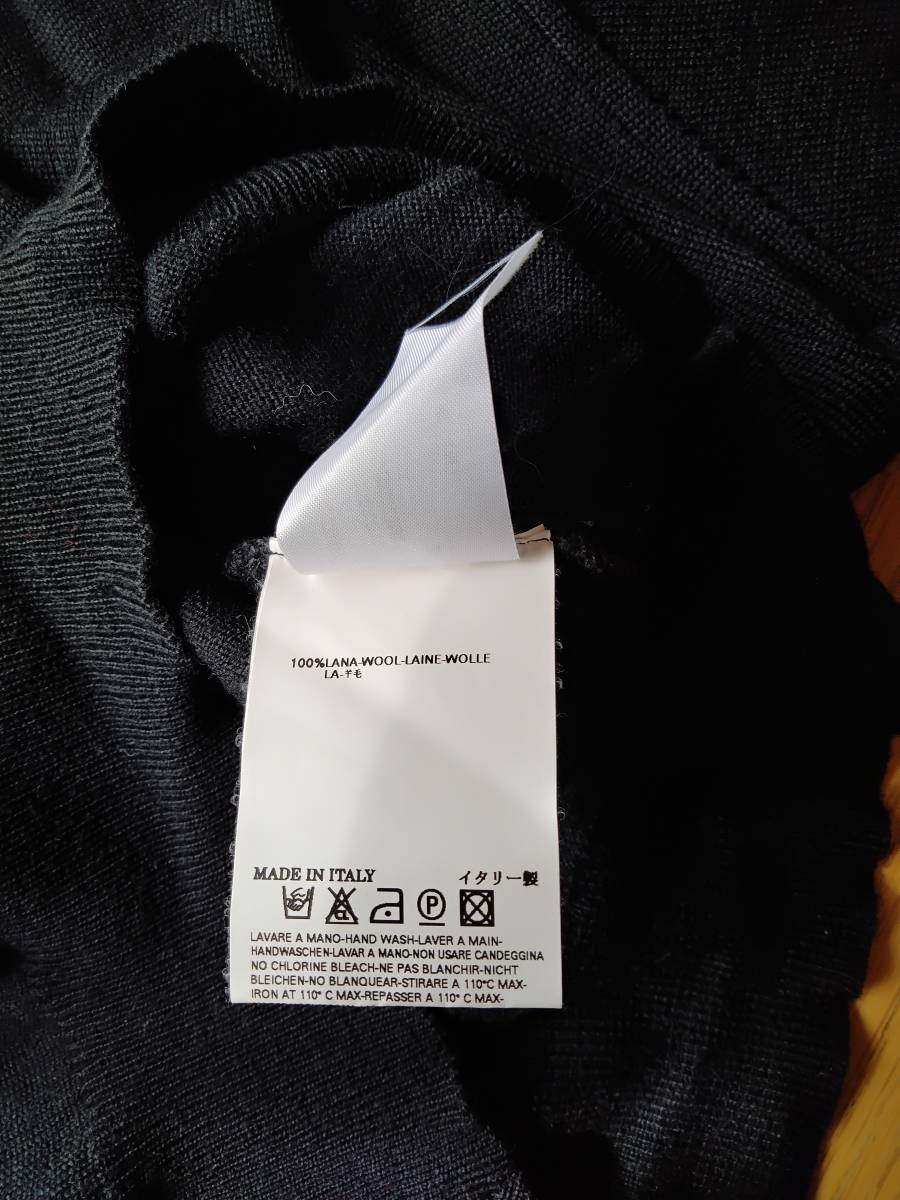 100%LANA-WOOL-LAINE-WOLLE
LA-羊毛
MADE IN ITALY イタリー製
CL P
LAVARE A MANO-HAND WASH-LAVER A MAIN-
HANDWASCHEN-LAVAR A MANO-NON USARE CANDEGGINA
NO CHLORINE BLEACH-NE PAS BLANCHIR-NICHT
BLEICHEN-NO BLANQUEAR-STIRARE A 110°C MAX-
IRON AT 110° C MAX-REPASSER A 110°C MAX-